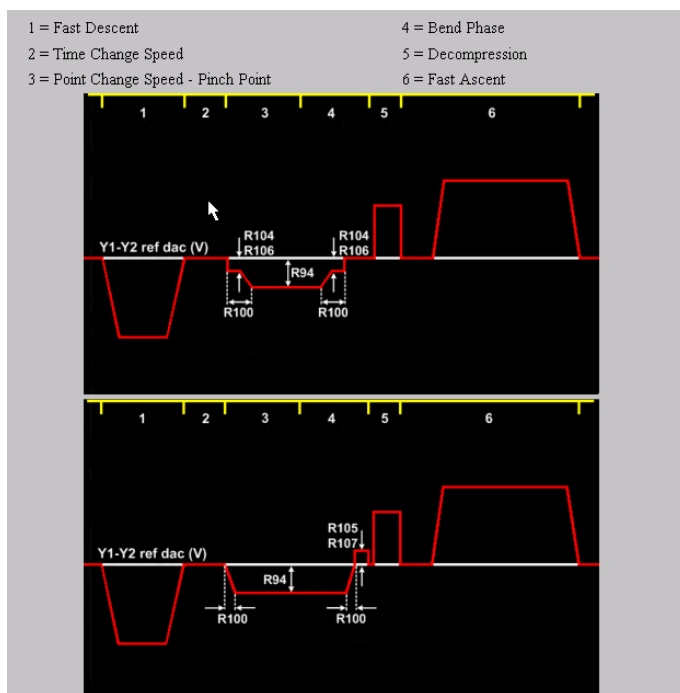 1 = Fast Descent
4 = Bend Phase
2 = Time Change Speed
5 = Decompression
3 = Point Change Speed - Pinch Point
6 = Fast Ascent
1 2 3 4 5 6
R104 R104
Y1-Y2 ref dac (V) R106 R106
R94
R100 R100
1 2 3 4 5 6
R105
R107
Y1-Y2 ref dac (V)
R94
R100 R100